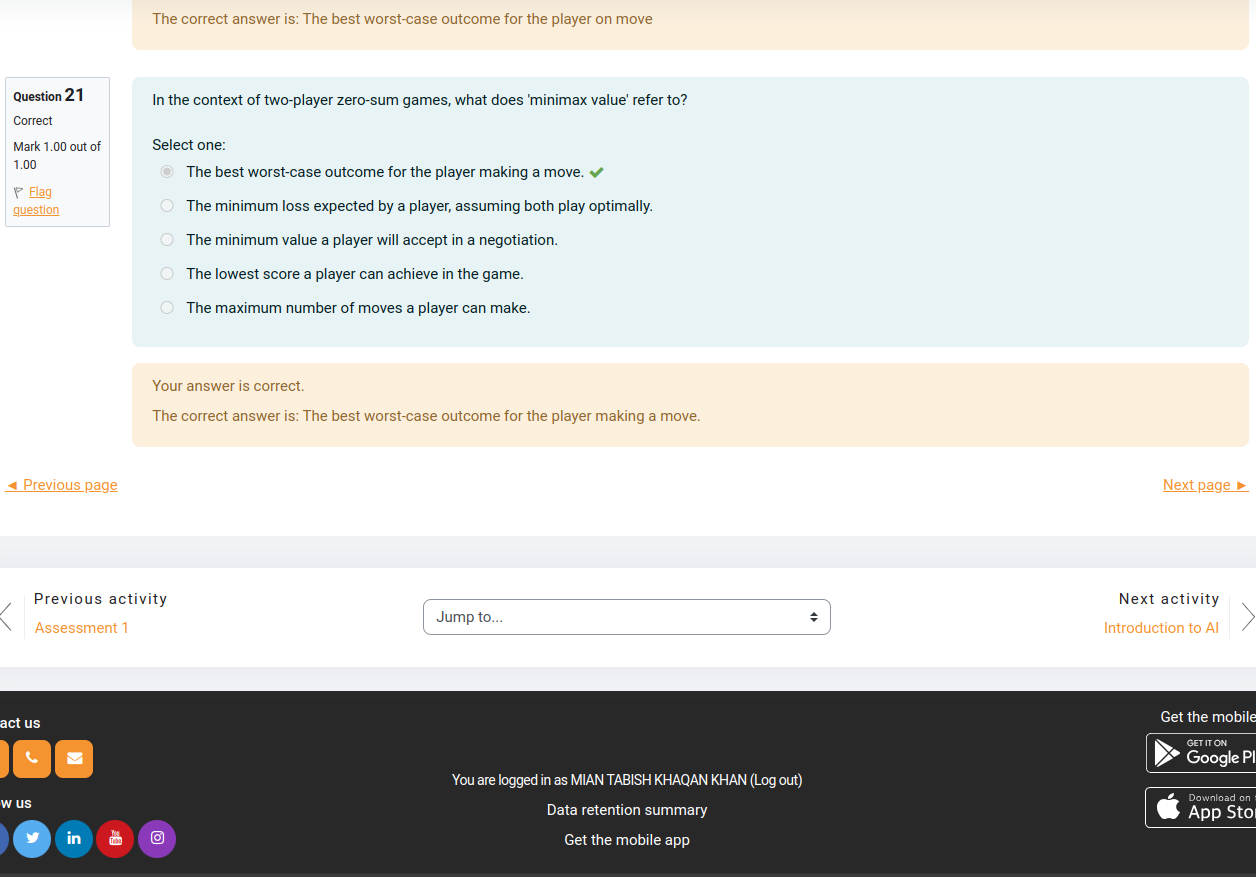 The correct answer is: The best worst-case outcome for the player on move
Question 21
Correct
Mark 1.00 out of
1.00
Flag
question
In the context of two-player zero-sum games, what does 'minimax value' refer to?
Select one:
The best worst-case outcome for the player making a move.
The minimum loss expected by a player, assuming both play optimally.
The minimum value a player will accept in a negotiation.
The lowest score a player can achieve in the game.
The maximum number of moves a player can make.
Your answer is correct.
The correct answer is: The best worst-case outcome for the player making a move.
◄ Previous page
Next page ►
Previous activity
Assessment 1
Jump to...
Next activity
Introduction to AI
act us
w us
You are logged in as MIAN TABISH KHAQAN KHAN (Log out)
Data retention summary
Get the mobile app
Get the mobile
GET IT ON
Google Pl
Download on
App Stor